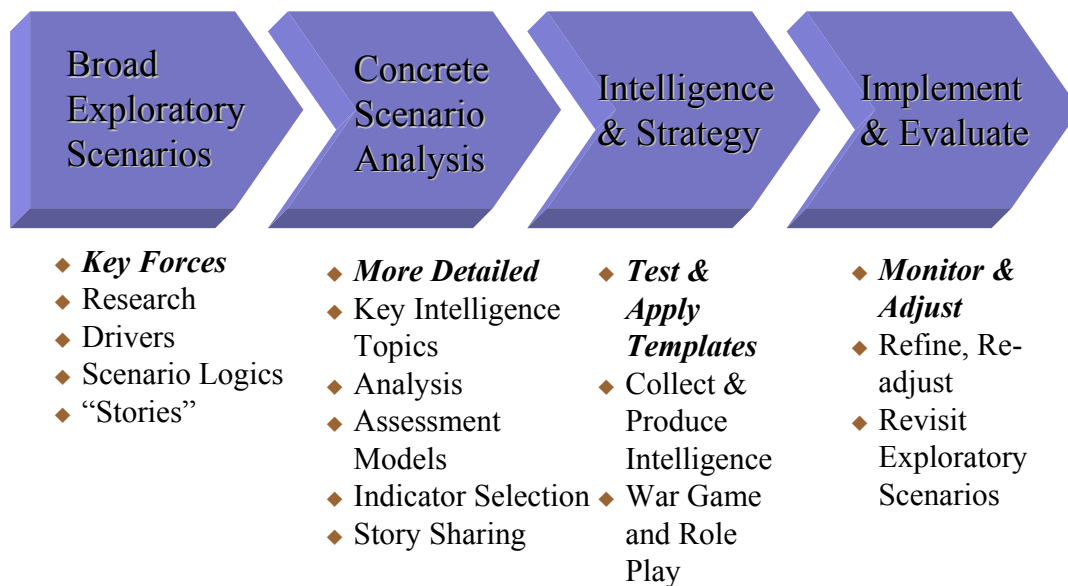 Broad
Exploratory
Scenarios
Concrete
Scenario
Analysis
Intelligence
& Strategy
Implement
& Evaluate
Key Forces
Research
Drivers
Scenario Logics
“Stories”
More Detailed
Key Intelligence
Topics
Analysis
Assessment
Models
Indicator Selection
Story Sharing
Test &
Apply
Templates
Collect &
Produce
Intelligence
War Game
and Role
Play
Monitor &
Adjust
Refine, Re-
adjust
Revisit
Exploratory
Scenarios